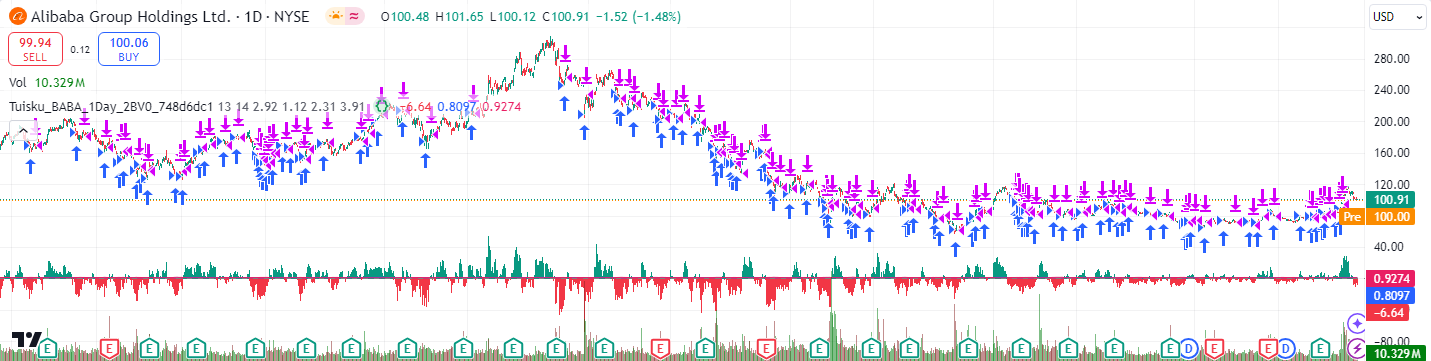 Alibaba Group Holdings Ltd. · 1D · NYSE O100.48 H101.65 L100.12 C100.91 −1.52 (−1.48%)
USD
99.94 SELL 0.12 100.06 BUY
Vol 10.329M
Tuisku_BABA_1Day_2BV0_748d6dc1 13 14 2.92 1.12 2.31 3.91 −6.64 0.8097 0.9274
280.00
240.00
200.00
160.00
120.00
100.91
Pre 100.00
40.00
0.9274
0.8097
−6.64
−80.00
10.329M
E E E E E E E E E E E E E E E E E E E E E E E D E E D E